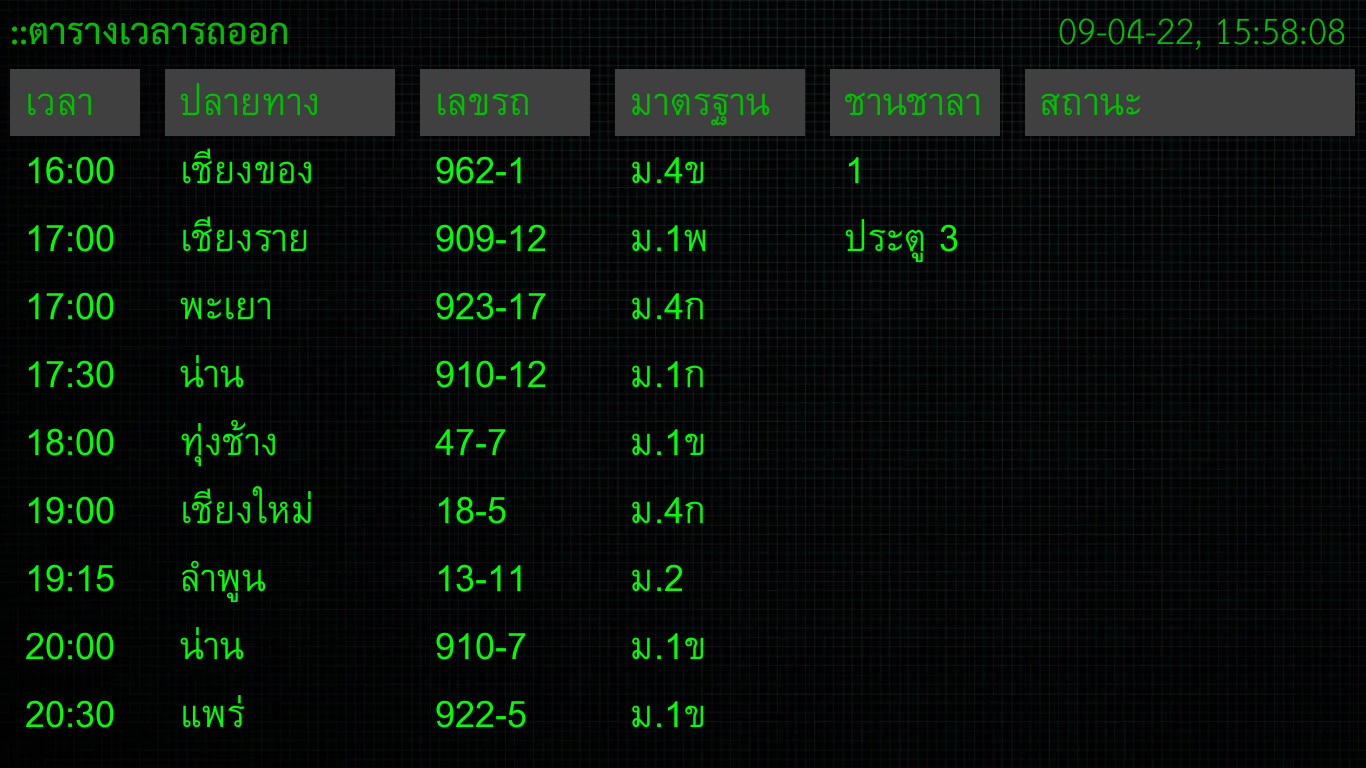 ::ตารางเวลารถออก 09-04-22, 15:58:08
เวลา ปลายทาง เลขรถ มาตรฐาน ชานชาลา สถานะ
16:00 เชียงของ 962-1 ม.4ข 1
17:00 เชียงราย 909-12 ม.1พ ประตู 3
17:00 พะเยา 923-17 ม.4ก
17:30 น่าน 910-12 ม.1ก
18:00 ทุ่งช้าง 47-7 ม.1ข
19:00 เชียงใหม่ 18-5 ม.4ก
19:15 ลำพูน 13-11 ม.2
20:00 น่าน 910-7 ม.1ข
20:30 แพร่ 922-5 ม.1ข